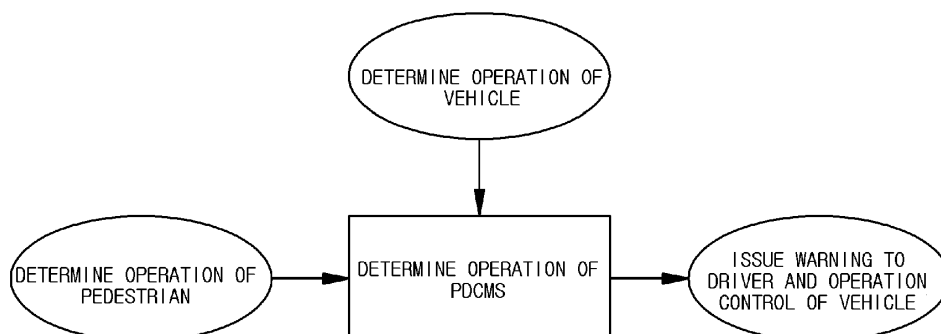 DETERMINE OPERATION OF
VEHICLE
DETERMINE OPERATION OF
PEDESTRIAN
DETERMINE OPERATION OF
PDCMS
ISSUE WARNING TO
DRIVER AND OPERATION
CONTROL OF VEHICLE